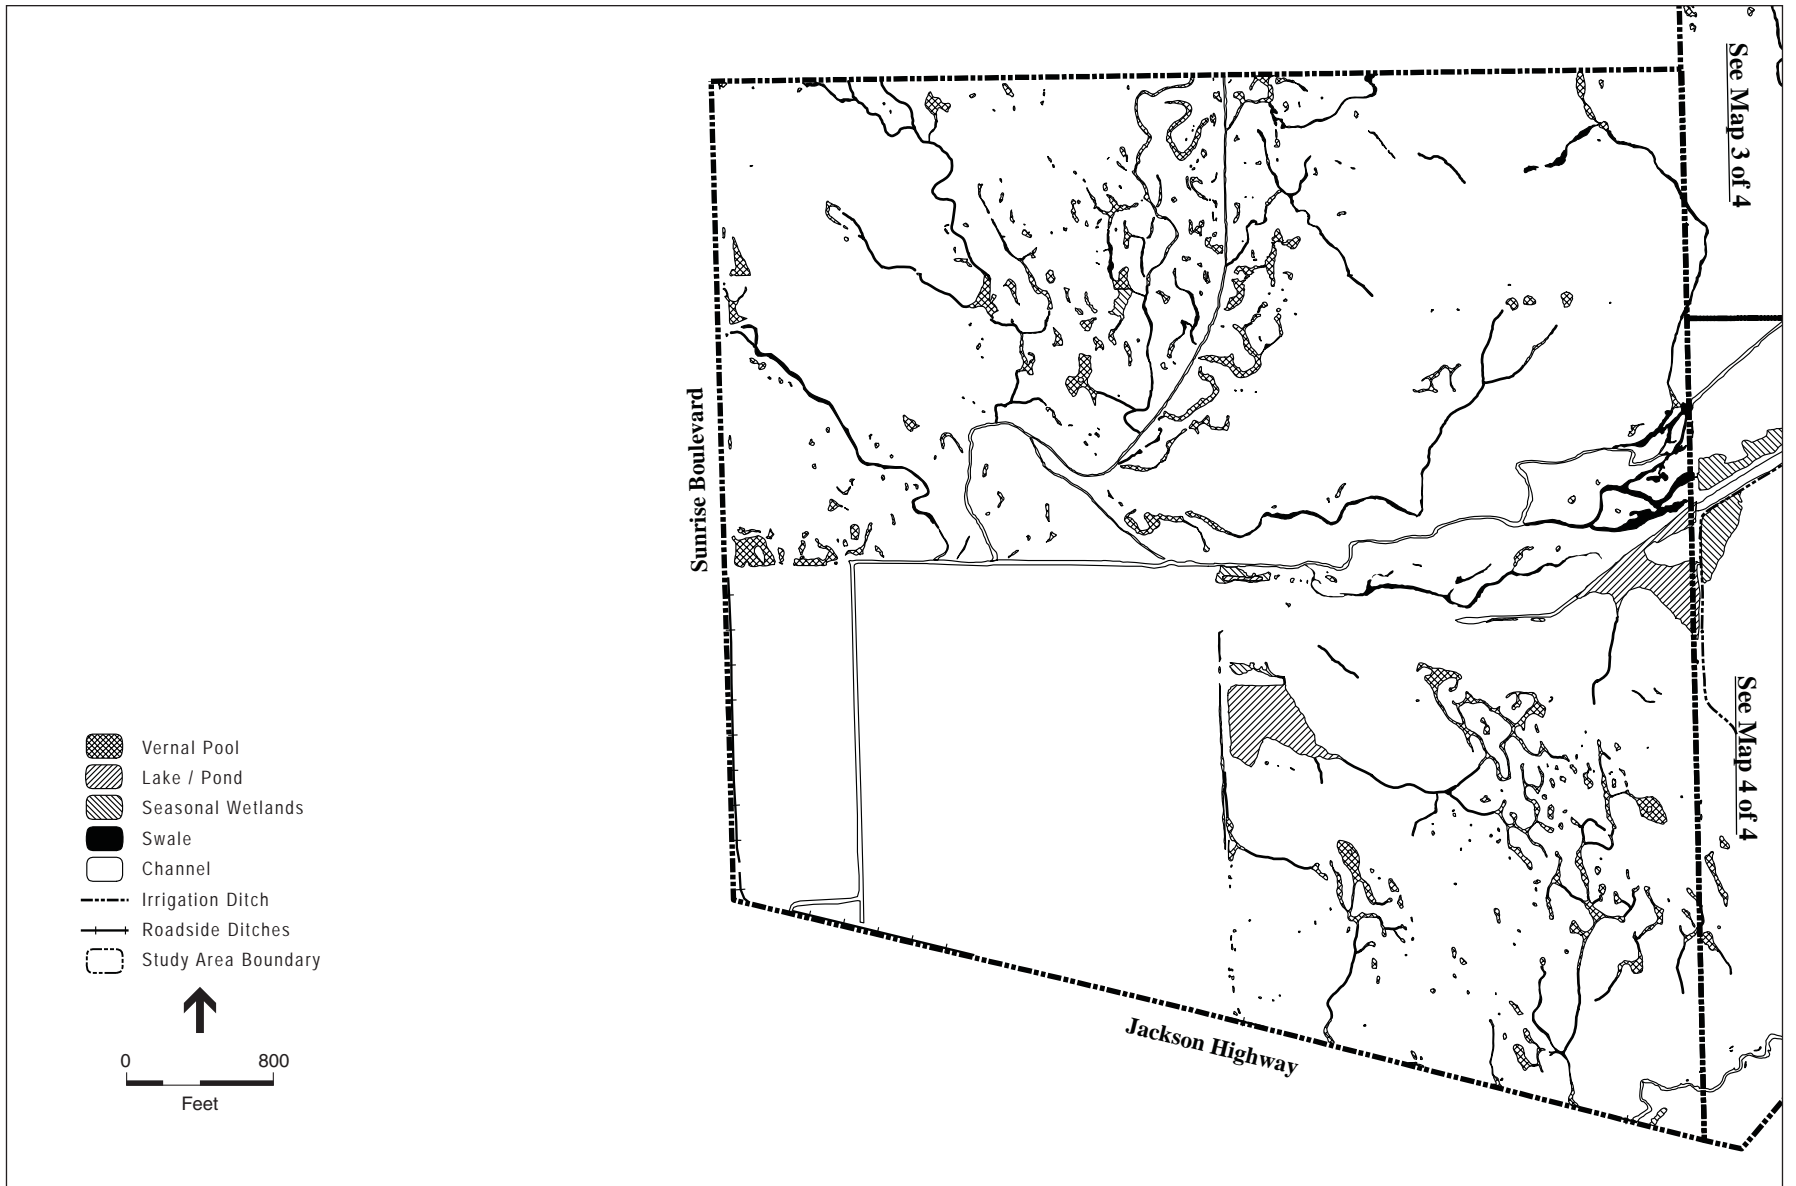 See Map 3 of 4
Sunrise Boulevard
See Map 4 of 4
Vernal Pool
Lake / Pond
Seasonal Wetlands
Swale
Channel
Irrigation Ditch
Roadside Ditches
Study Area Boundary
Jackson Highway
0 800
Feet